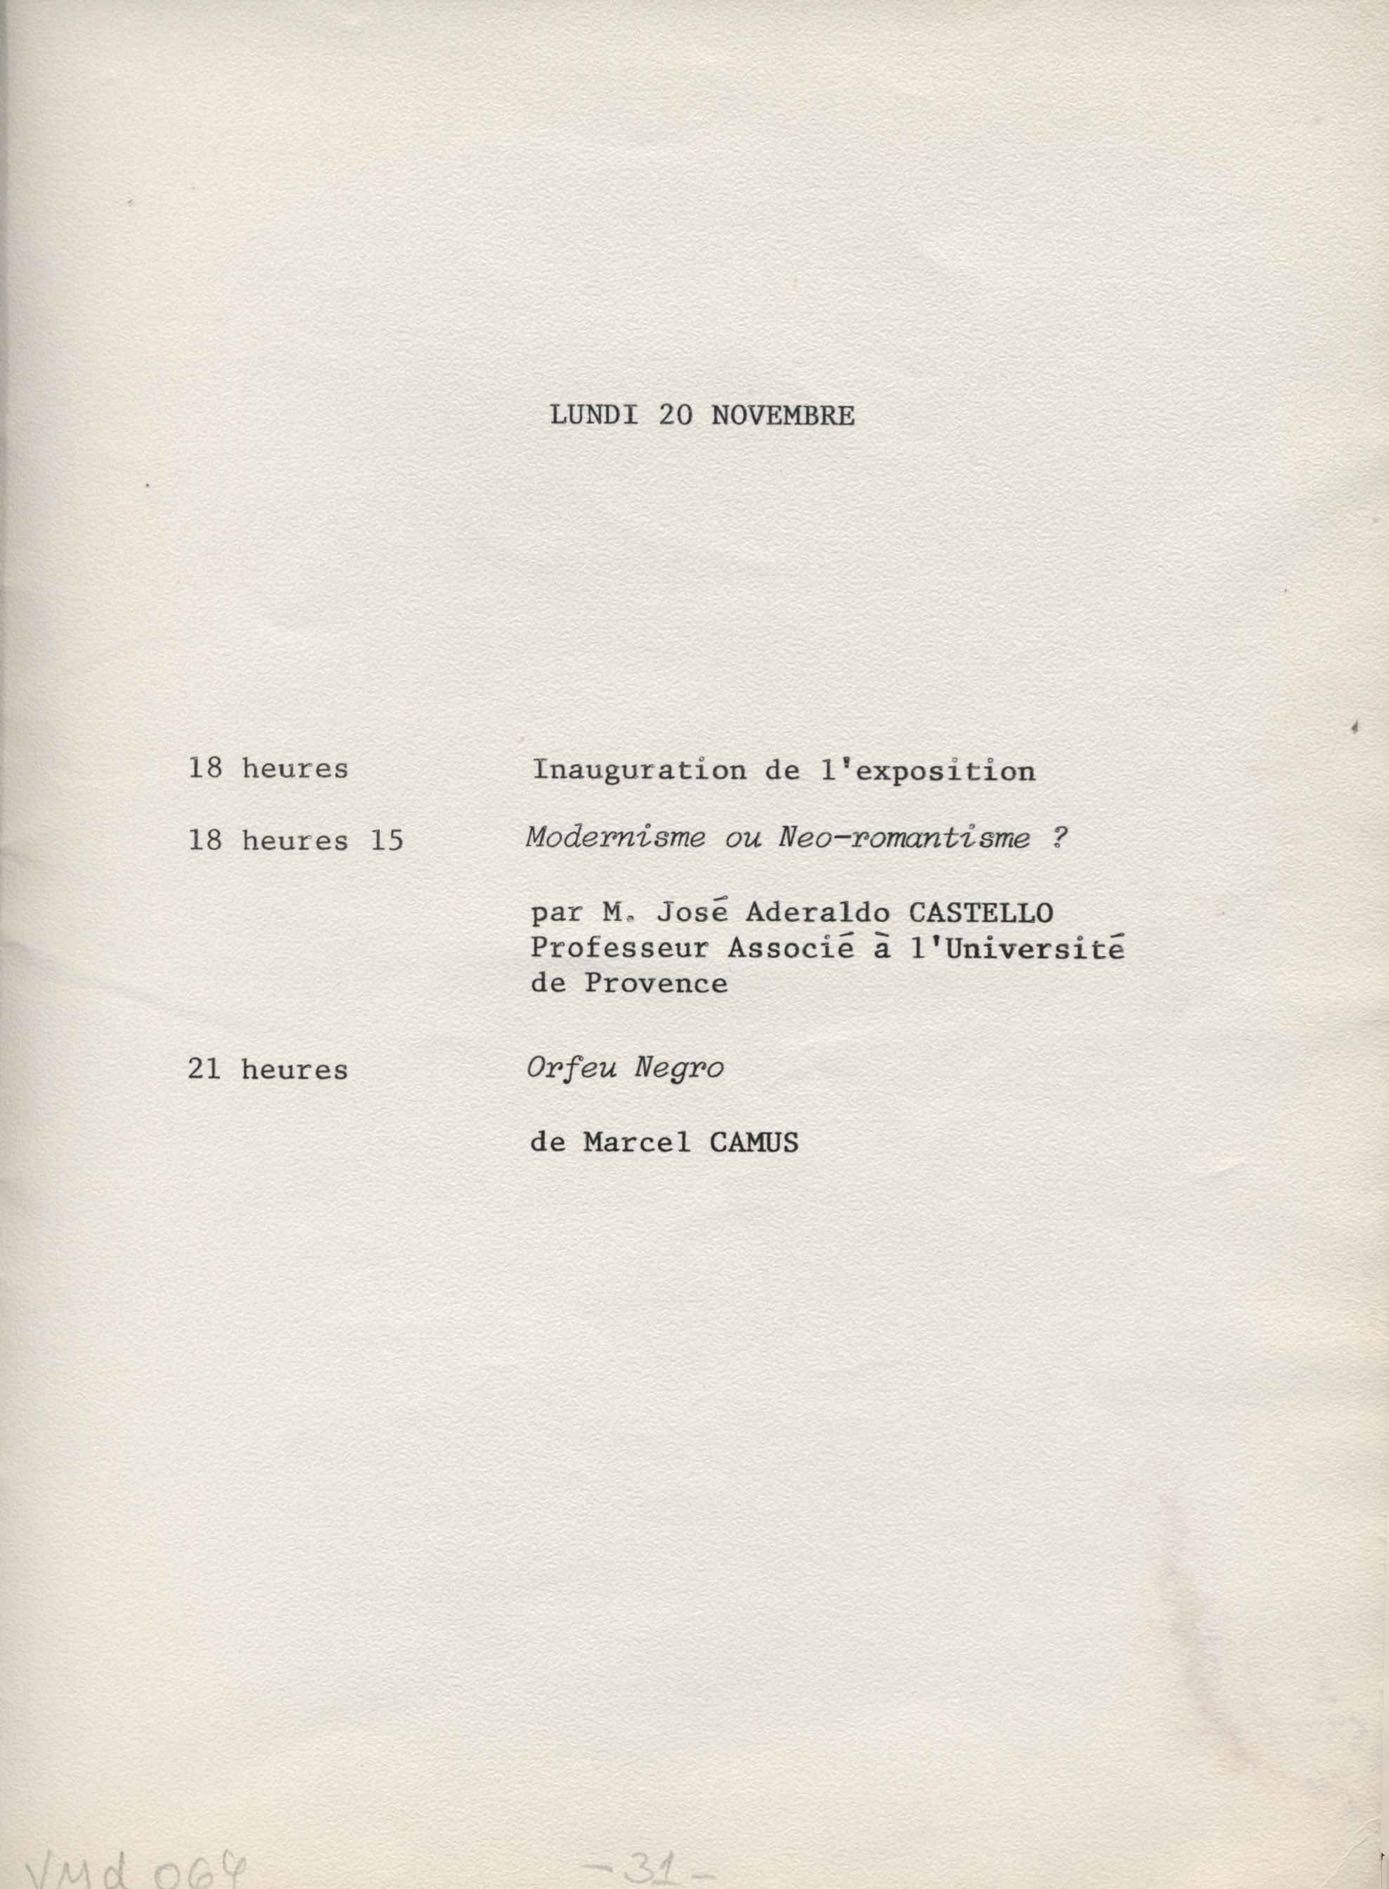 LUNDI 20 NOVEMBRE
18 heures Inauguration de l'exposition
18 heures 15 Modernisme ou Neo-romantisme ?
par M. José Aderaldo CASTELLO
Professeur Associé à l'Université
de Provence
21 heures Orfeu Negro
de Marcel CAMUS
VMd 064 - 31 -